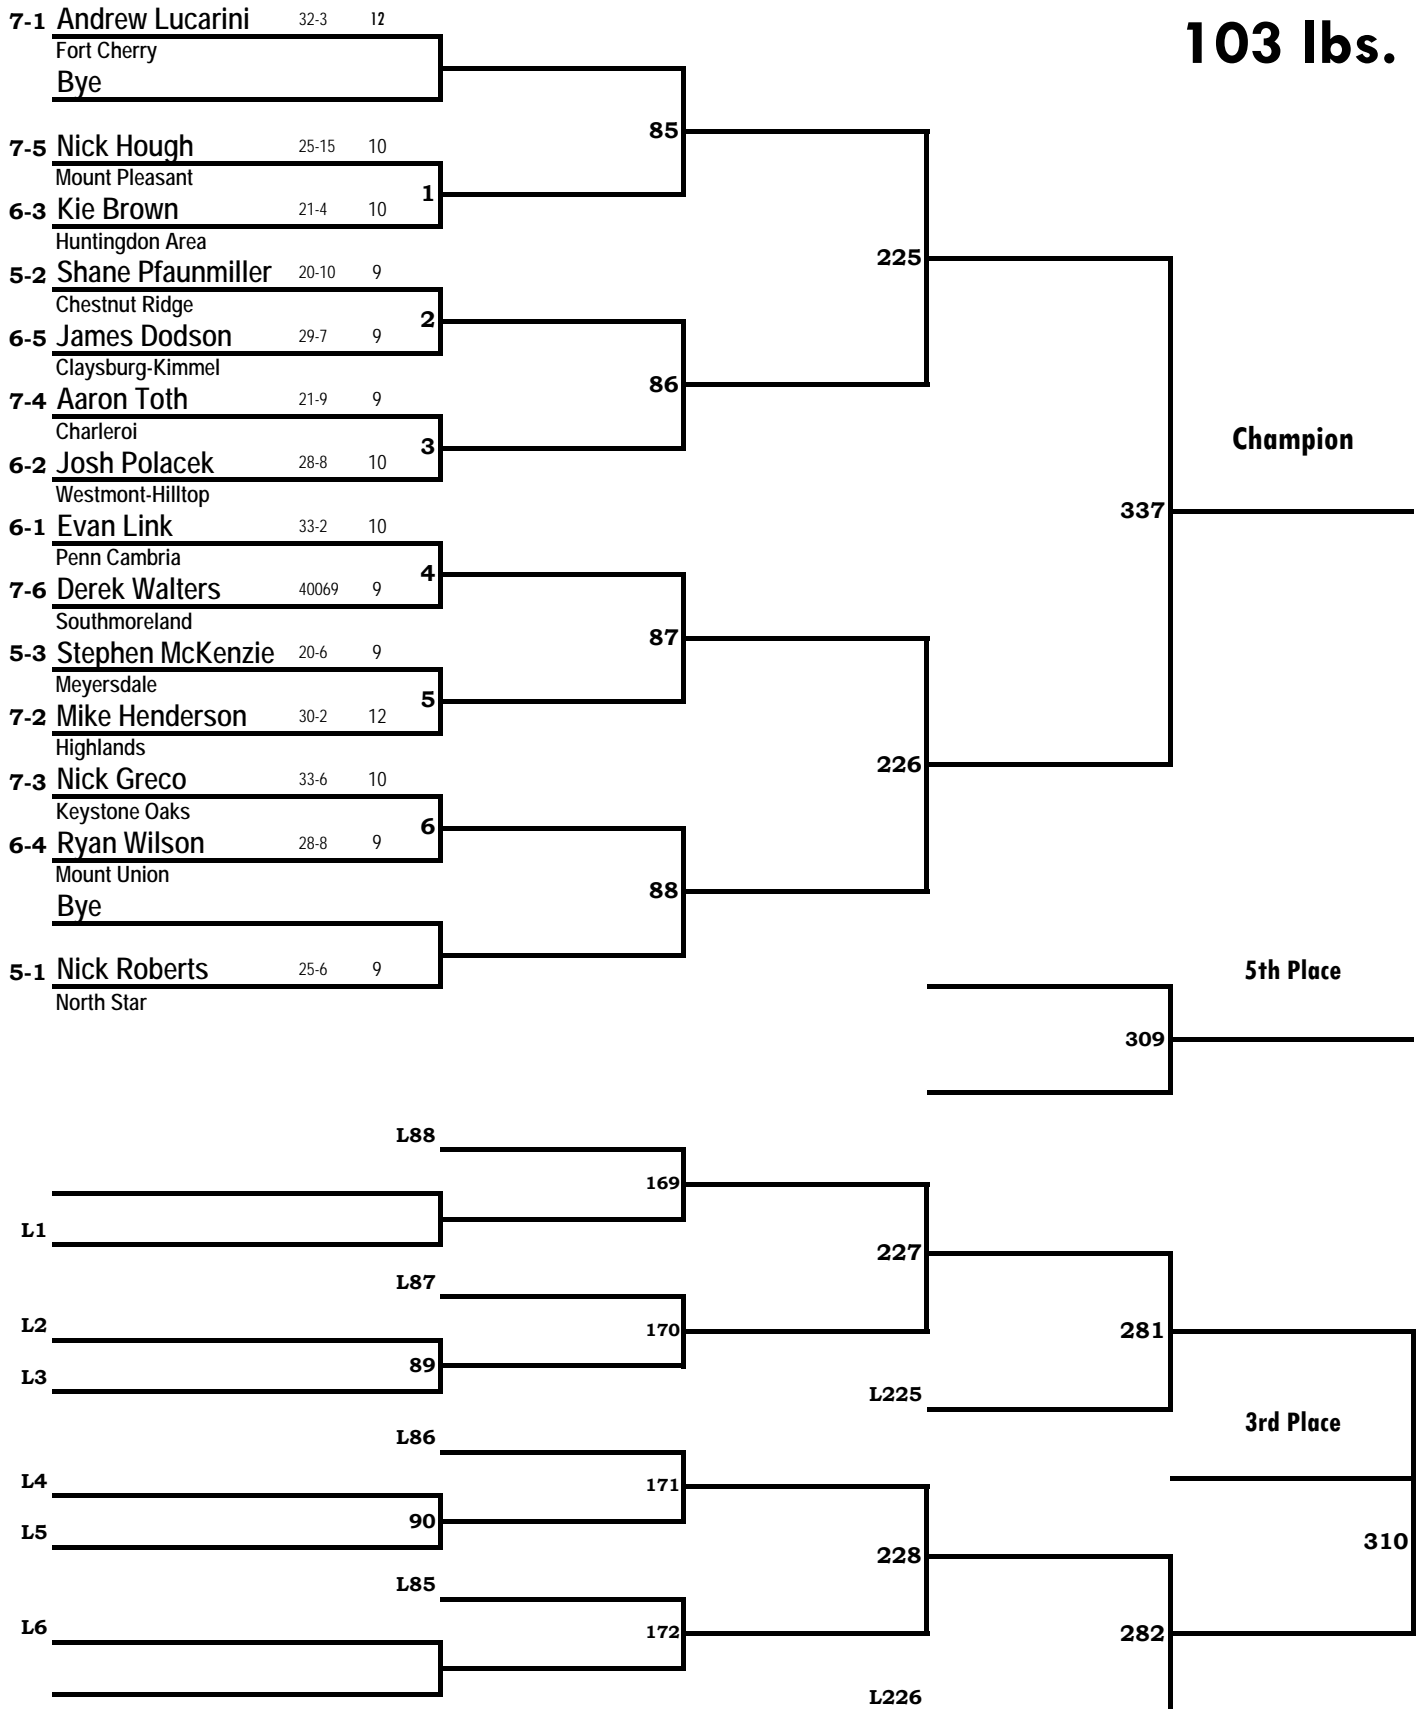 7-1 Andrew Lucarini 32-3 12
103 lbs.
Fort Cherry
Bye
85
7-5 Nick Hough 25-15 10
Mount Pleasant
1
6-3 Kie Brown 21-4 10
Huntingdon Area
225
5-2 Shane Pfaunmiller 20-10 9
Chestnut Ridge
2
6-5 James Dodson 29-7 9
Claysburg-Kimmel
86
7-4 Aaron Toth 21-9 9
Charleroi
3
Champion
6-2 Josh Polacek 28-8 10
Westmont-Hilltop
337
6-1 Evan Link 33-2 10
Penn Cambria
4
7-6 Derek Walters 40069 9
Southmoreland
87
5-3 Stephen McKenzie 20-6 9
Meyersdale
5
7-2 Mike Henderson 30-2 12
Highlands
226
7-3 Nick Greco 33-6 10
Keystone Oaks
6
6-4 Ryan Wilson 28-8 9
Mount Union
88
Bye
5-1 Nick Roberts 25-6 9
5th Place
North Star
309
L88
169
L1
227
L87
L2
170
281
89
L3
L225
3rd Place
L86
L4
171
90
L5
310
228
L85
L6
172
282
L226